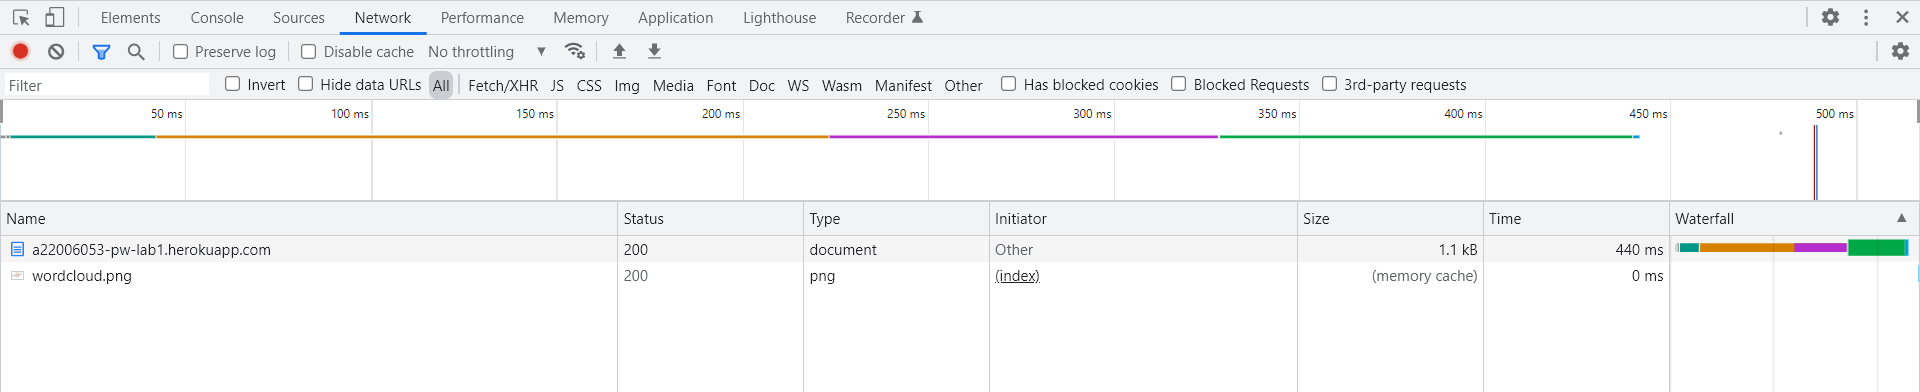 Elements Console Sources Network Performance Memory Application Lighthouse Recorder
Preserve log Disable cache No throttling
Filter Invert Hide data URLs All Fetch/XHR JS CSS Img Media Font Doc WS Wasm Manifest Other Has blocked cookies Blocked Requests 3rd-party requests
50 ms 100 ms 150 ms 200 ms 250 ms 300 ms 350 ms 400 ms 450 ms 500 ms
Name Status Type Initiator Size Time Waterfall
a22006053-pw-lab1.herokuapp.com 200 document Other 1.1 kB 440 ms
wordcloud.png 200 png (index) (memory cache) 0 ms